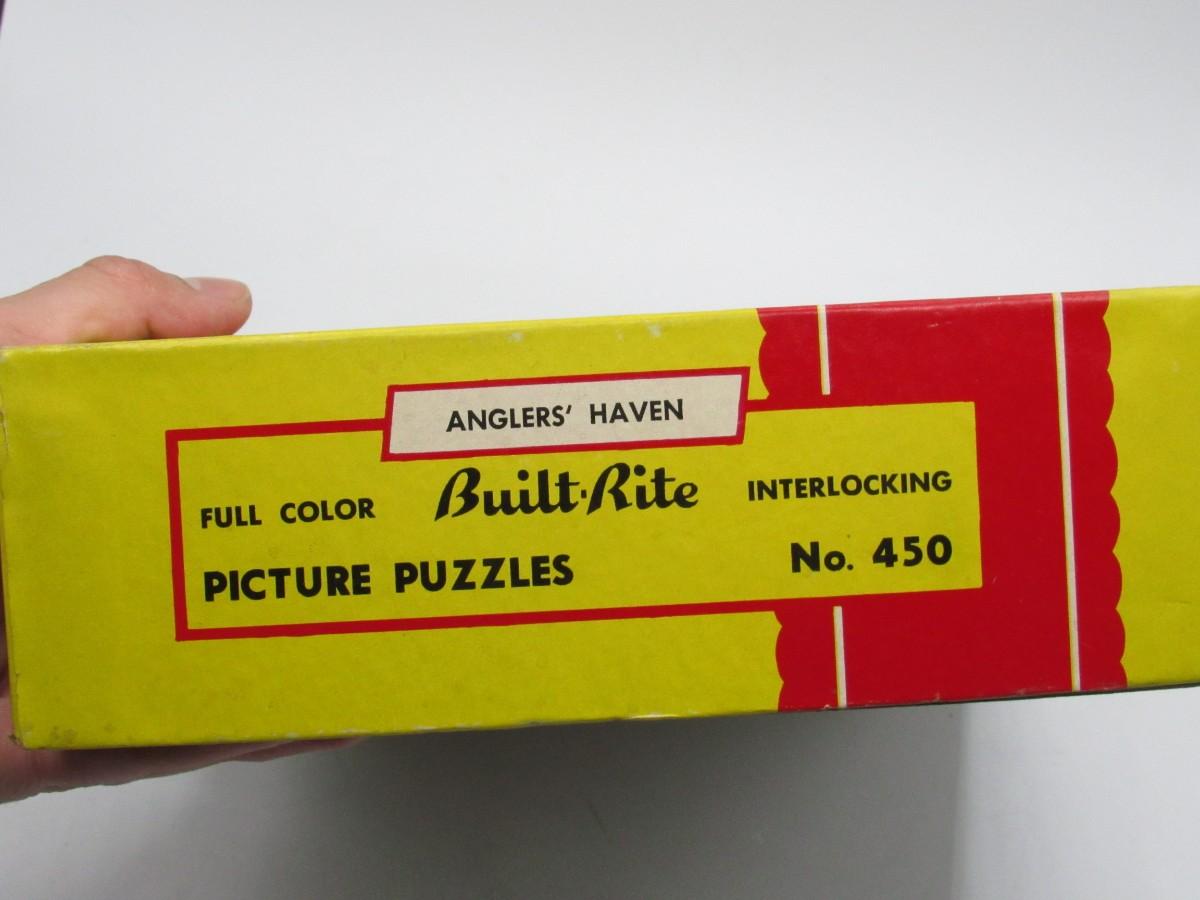 ANGLERS' HAVEN
FULL COLOR Built-Rite INTERLOCKING
PICTURE PUZZLES No. 450